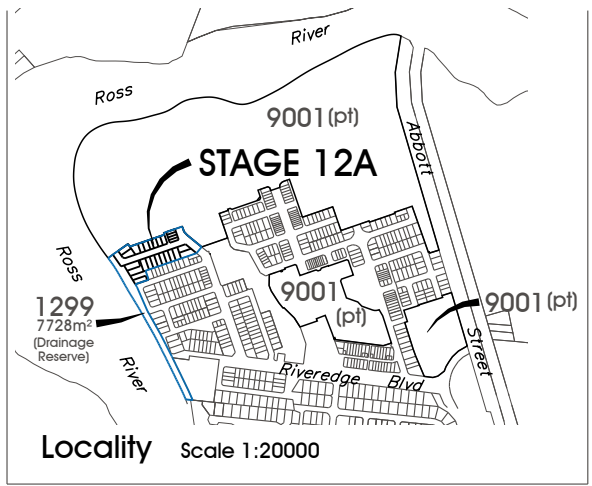 River
Ross
9001 (pt)
Abbott
STAGE 12A
Ross
9001
(pt)
9001 (pt)
1299
7728m²
(Drainage
Reserve)
River
Street
Riveredge Blvd
Locality Scale 1:20000